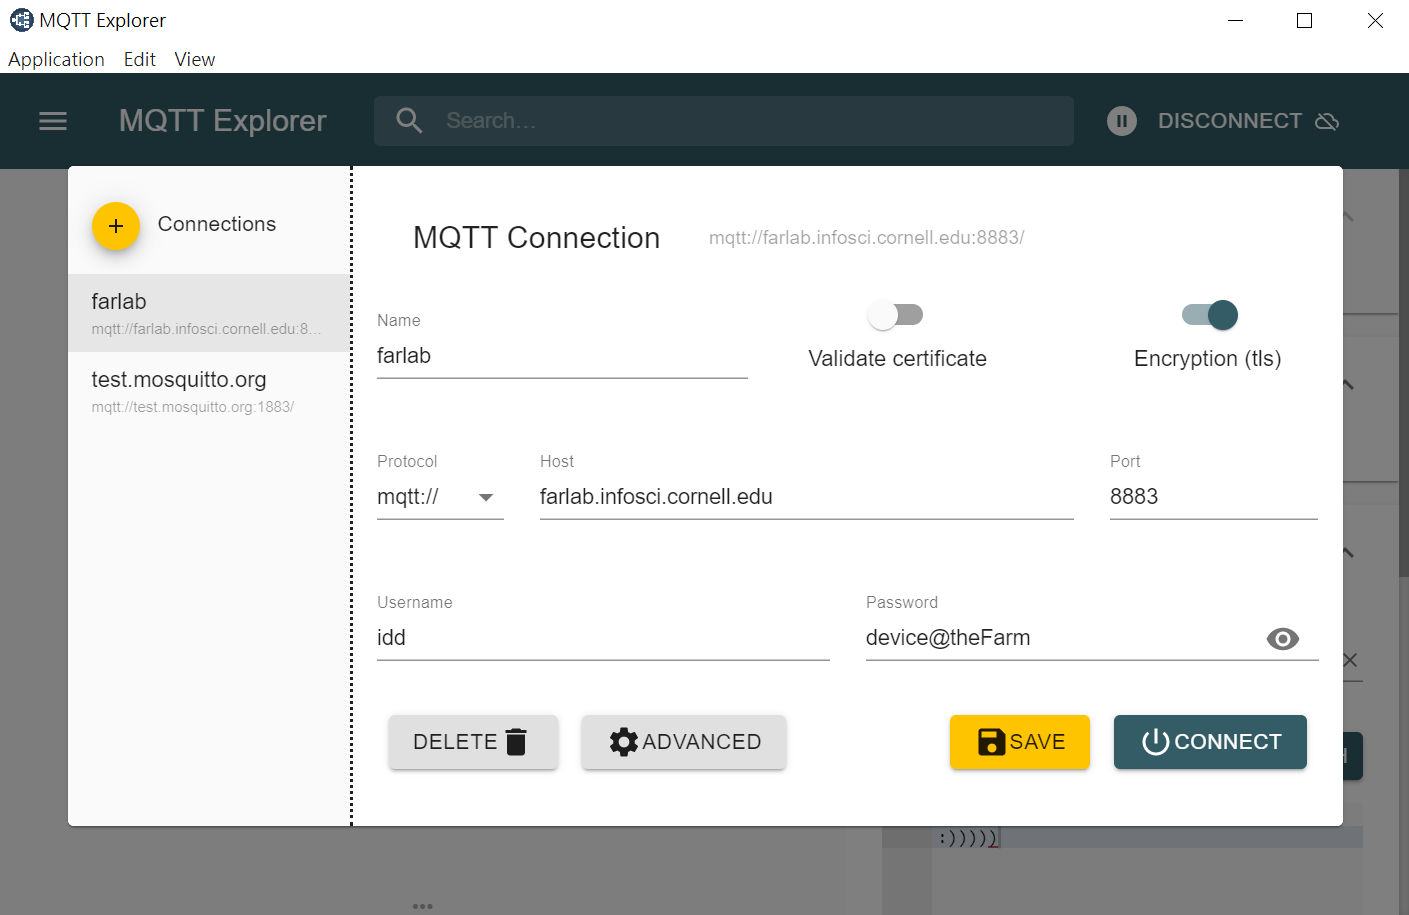 MQTT Explorer
Application Edit View
MQTT Explorer Search... DISCONNECT
+ Connections
MQTT Connection mqtt://farlab.infosci.cornell.edu:8883/
farlab
mqtt://farlab.infosci.cornell.edu:8...
test.mosquitto.org
mqtt://test.mosquitto.org:1883/
Name
farlab
Validate certificate
Encryption (tls)
Protocol Host Port
mqtt:// farlab.infosci.cornell.edu 8883
Username Password
idd device@theFarm
DELETE ADVANCED SAVE CONNECT
:)))))